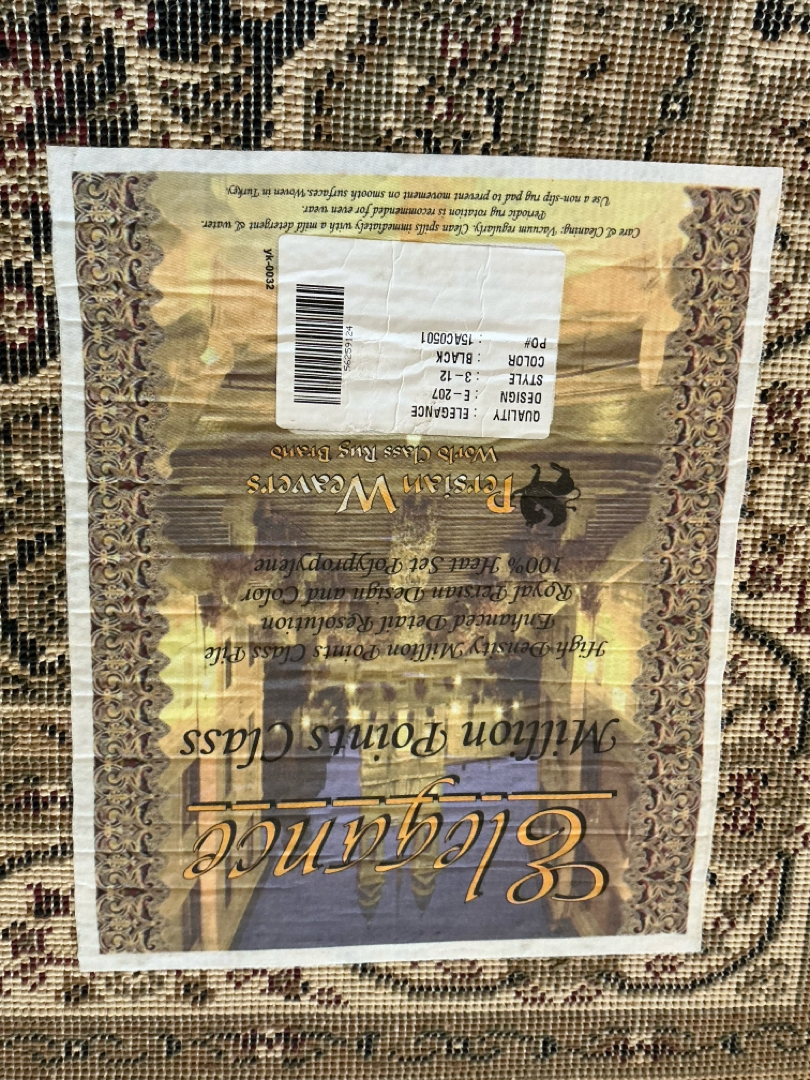 Elegance
Million Points Class
High Density Million Points Class Pile
Enhanced Detail Resolution
Royal Persian Design and Color
100% Heat Set Polypropylene
Persian Weavers
World Class Rug Brand
QUALITY : ELEGANCE
DESIGN : E-207
STYLE : 3-12
COLOR : BLACK
PO# : 15AC0501
56259124
yk-0032
Care & Cleaning: Vacuum regularly. Clean spills immediately with a mild detergent & water.
Periodic rug rotation is recommended for even wear.
Use a non-slip rug pad to prevent movement on smooth surfaces. Woven in Turkey.